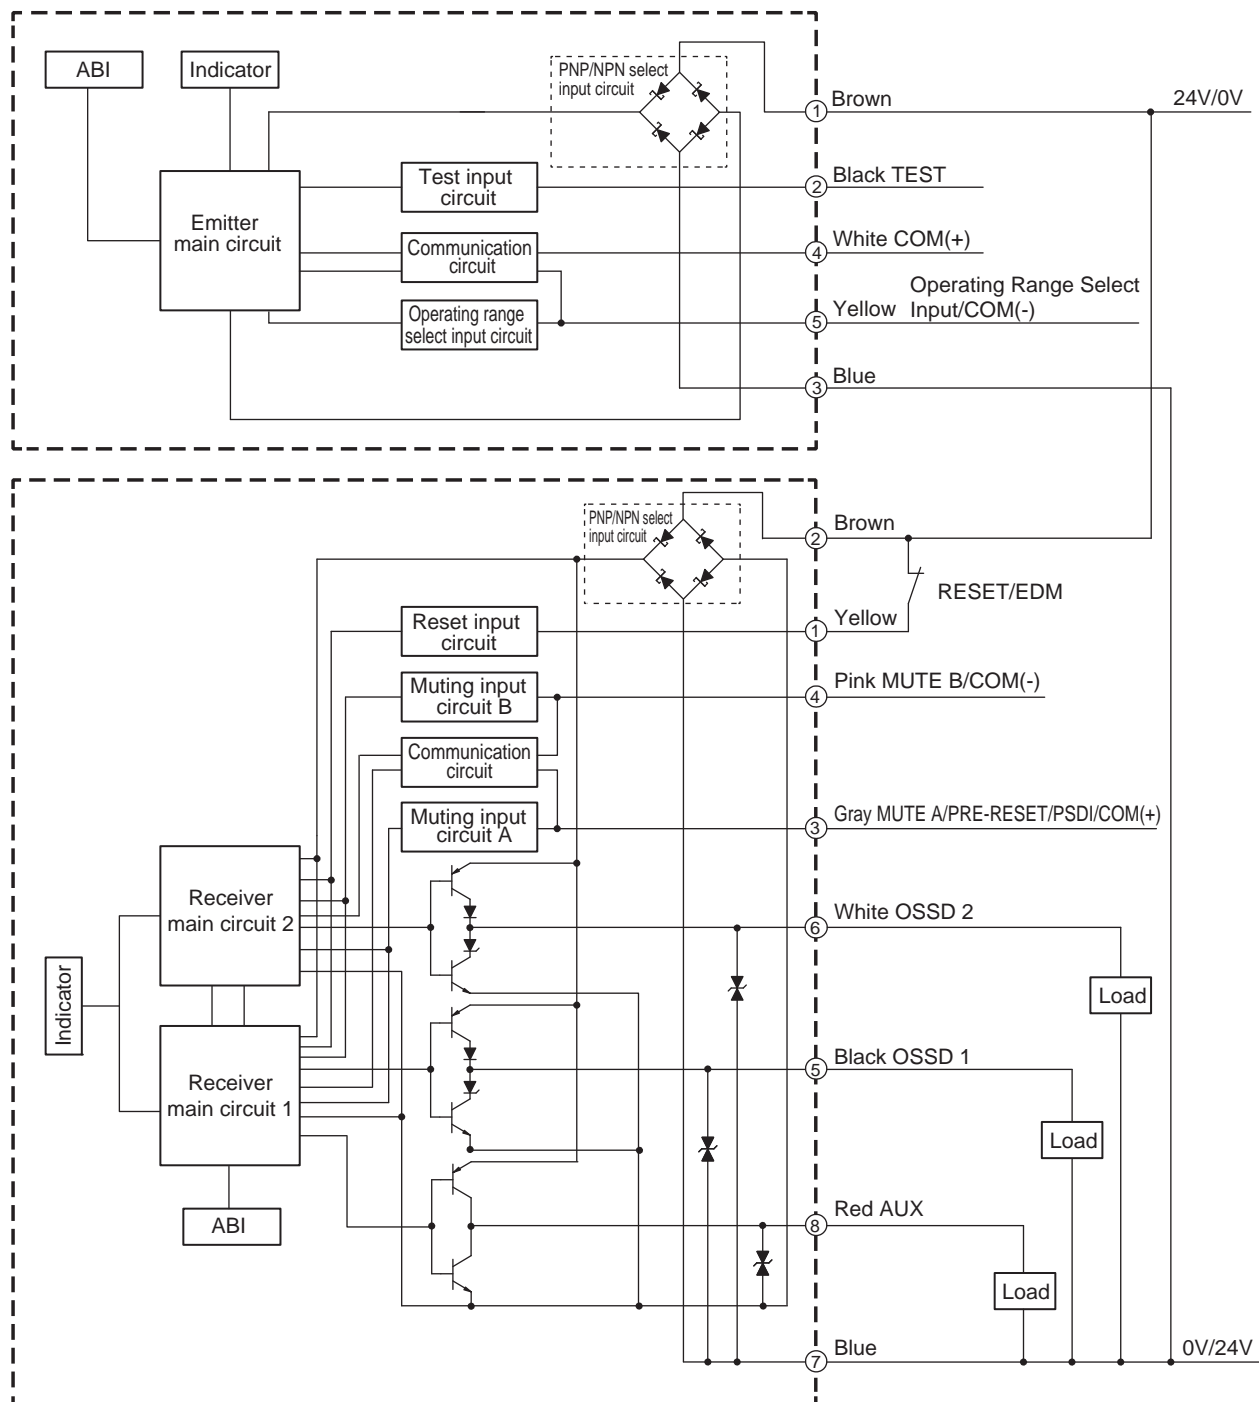 ABI
Indicator
PNP/NPN select
input circuit
1 Brown
24V/0V
Test input
circuit
2 Black TEST
Emitter
main circuit
Communication
circuit
4 White COM(+)
Operating range
select input circuit
5 Yellow
Operating Range Select
Input/COM(-)
3 Blue
PNP/NPN select
input circuit
2 Brown
RESET/EDM
Reset input
circuit
1 Yellow
Muting input
circuit B
4 Pink MUTE B/COM(-)
Communication
circuit
Muting input
circuit A
3 Gray MUTE A/PRE-RESET/PSDI/COM(+)
Receiver
main circuit 2
6 White OSSD 2
Load
Indicator
Receiver
main circuit 1
5 Black OSSD 1
Load
ABI
8 Red AUX
Load
7 Blue
0V/24V